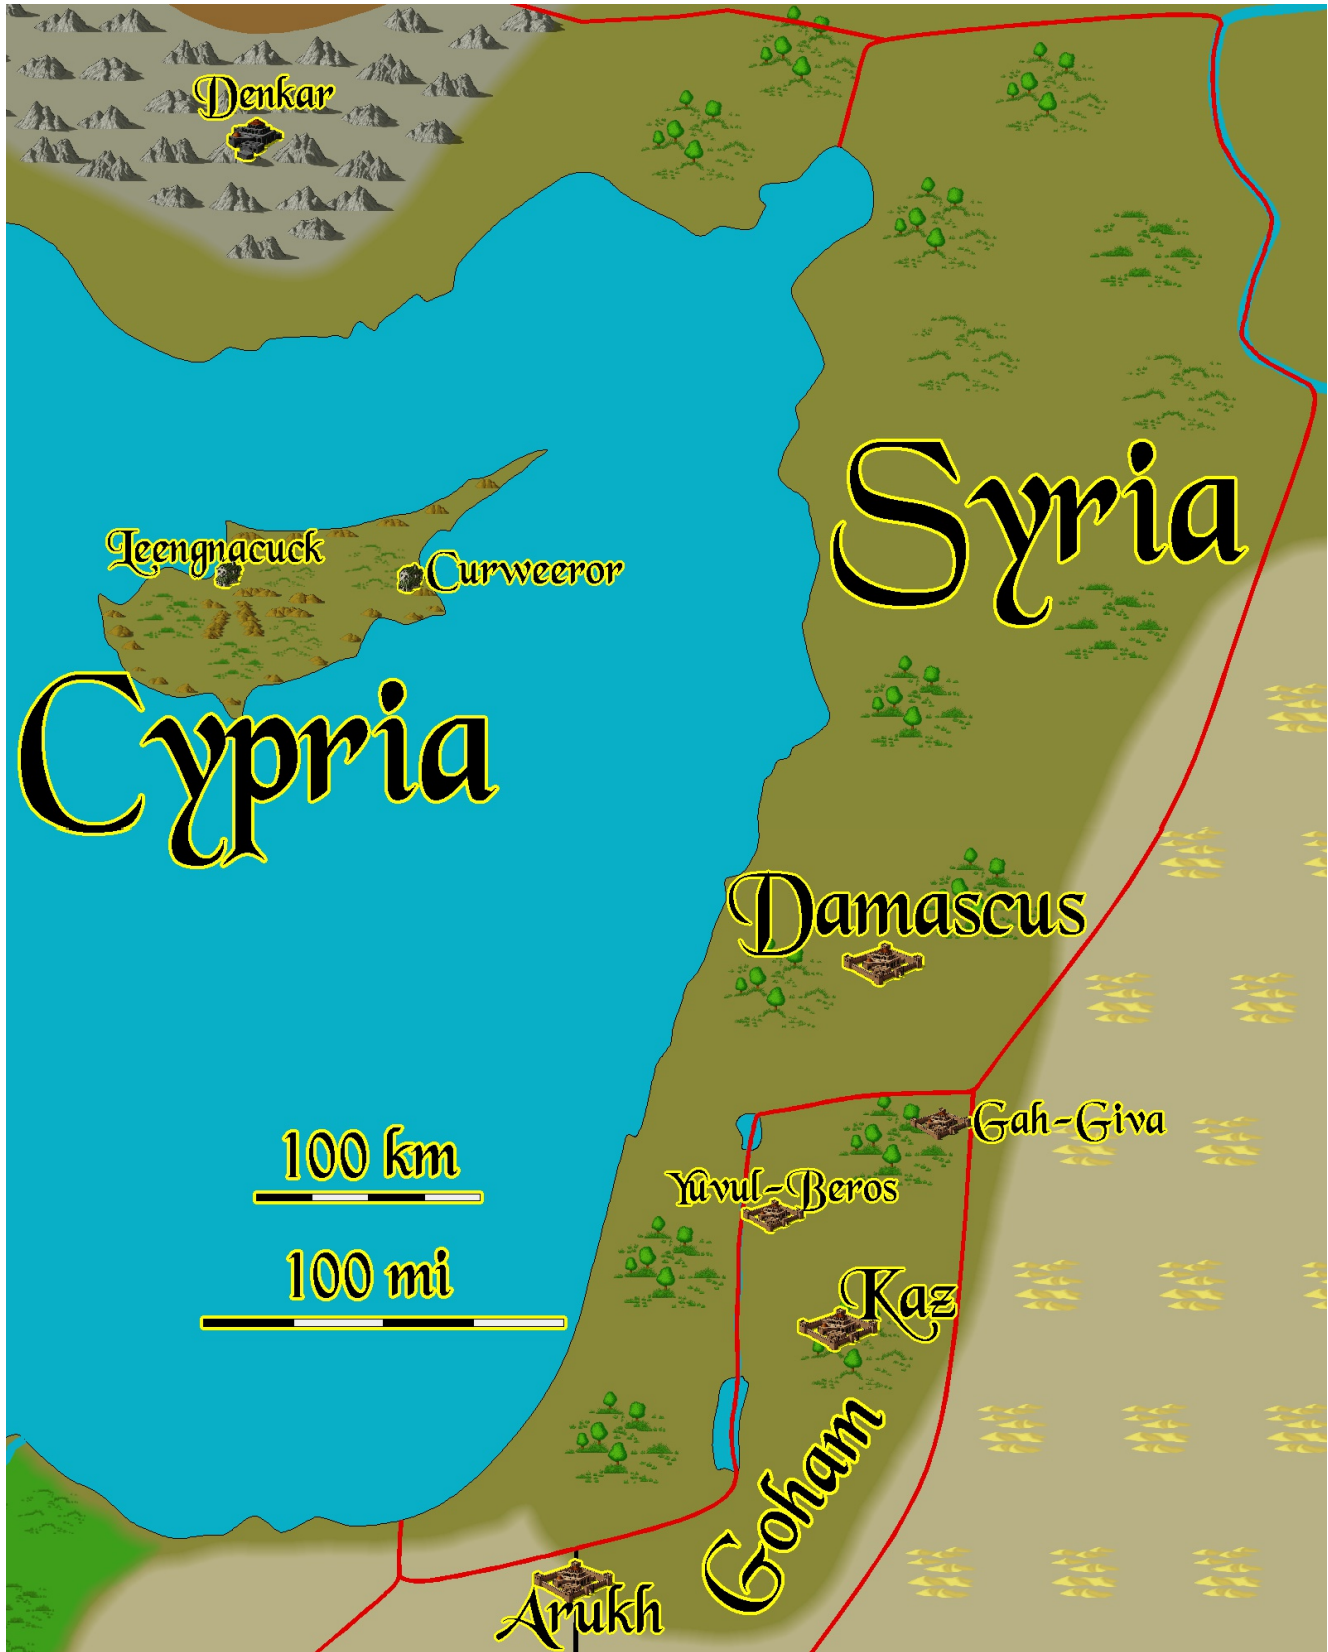 Denkar
Syria
Leengnacuck
Curweeror
Cypria
Damascus
Gah-Giva
100 km
Yuvul-Beros
100 mi
Kaz
Goham
Arukh